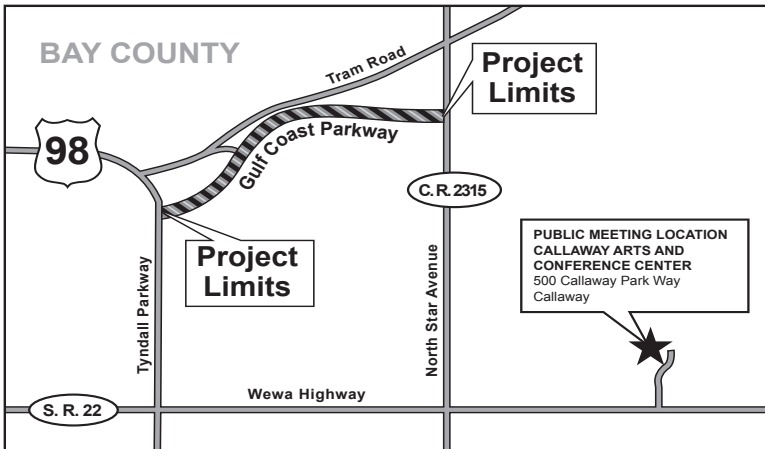 BAY COUNTY
Tram Road
Project
Limits
98
Gulf Coast Parkway
C. R. 2315
PUBLIC MEETING LOCATION
CALLAWAY ARTS AND
CONFERENCE CENTER
500 Callaway Park Way
Callaway
Project
Limits
Tyndall Parkway
North Star Avenue
Wewa Highway
S. R. 22